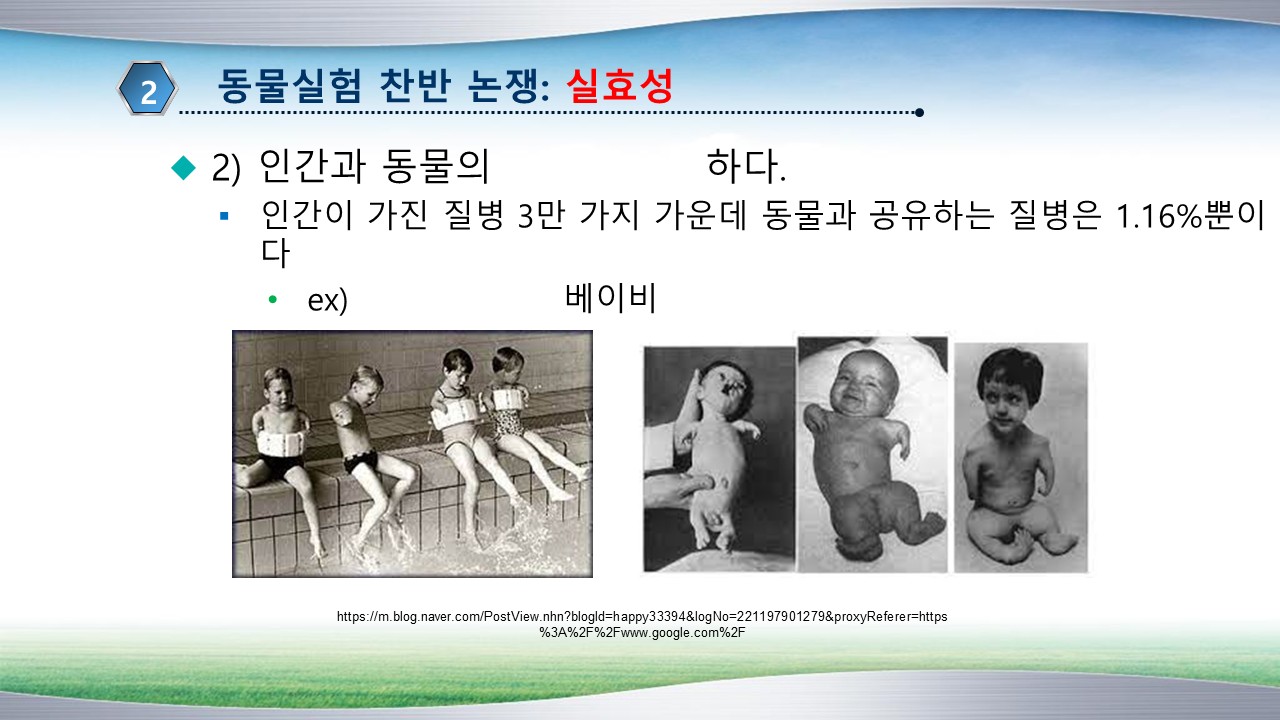 2
동물실험 찬반 논쟁: 실효성
2) 인간과 동물의 하다.
인간이 가진 질병 3만 가지 가운데 동물과 공유하는 질병은 1.16%뿐이
다
ex) 베이비
https://m.blog.naver.com/PostView.nhn?blogId=happy33394&logNo=221197901279&proxyReferer=https
%3A%2F%2Fwww.google.com%2F